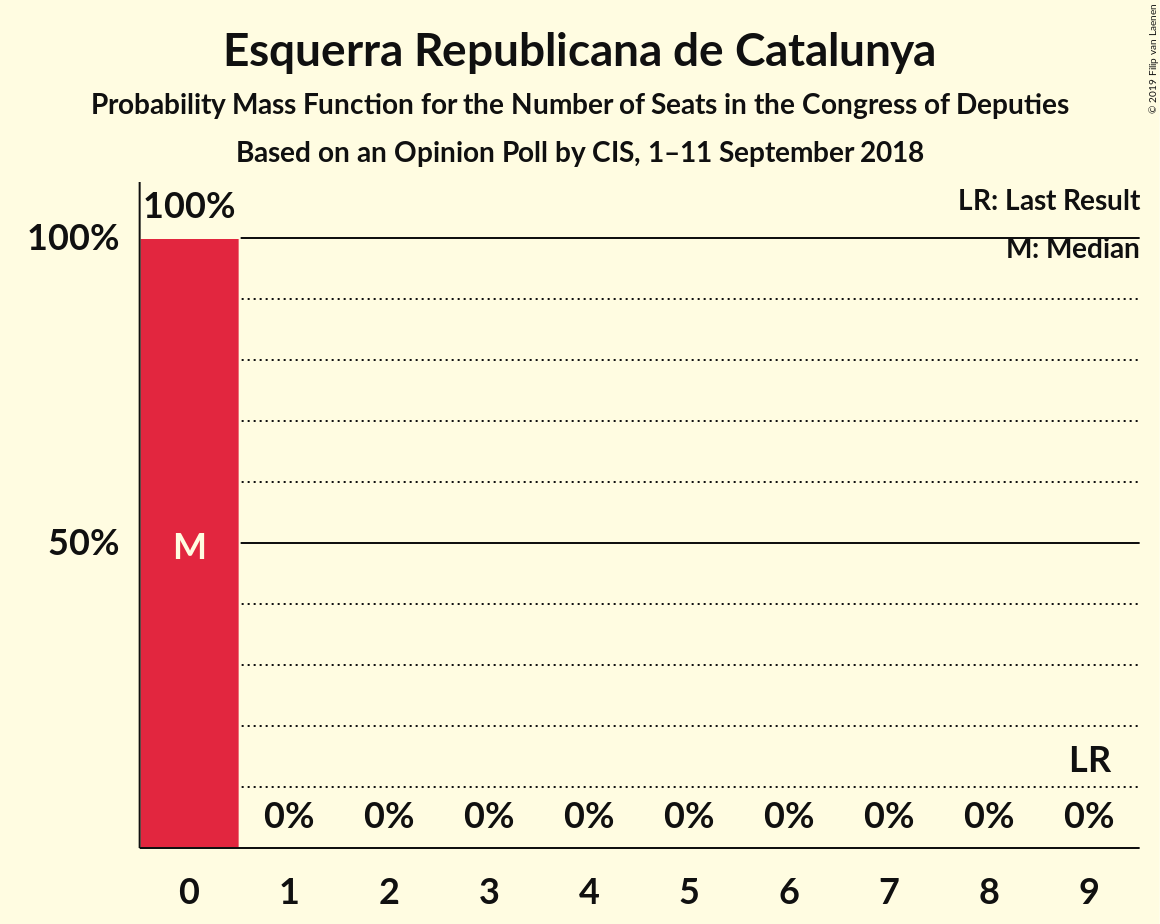 Esquerra Republicana de Catalunya
Probability Mass Function for the Number of Seats in the Congress of Deputies
Based on an Opinion Poll by CIS, 1–11 September 2018
© 2019 Filip van Laenen
LR: Last Result
M: Median
100%
100%
50%
M
LR
0% 0% 0% 0% 0% 0% 0% 0% 0%
0 1 2 3 4 5 6 7 8 9